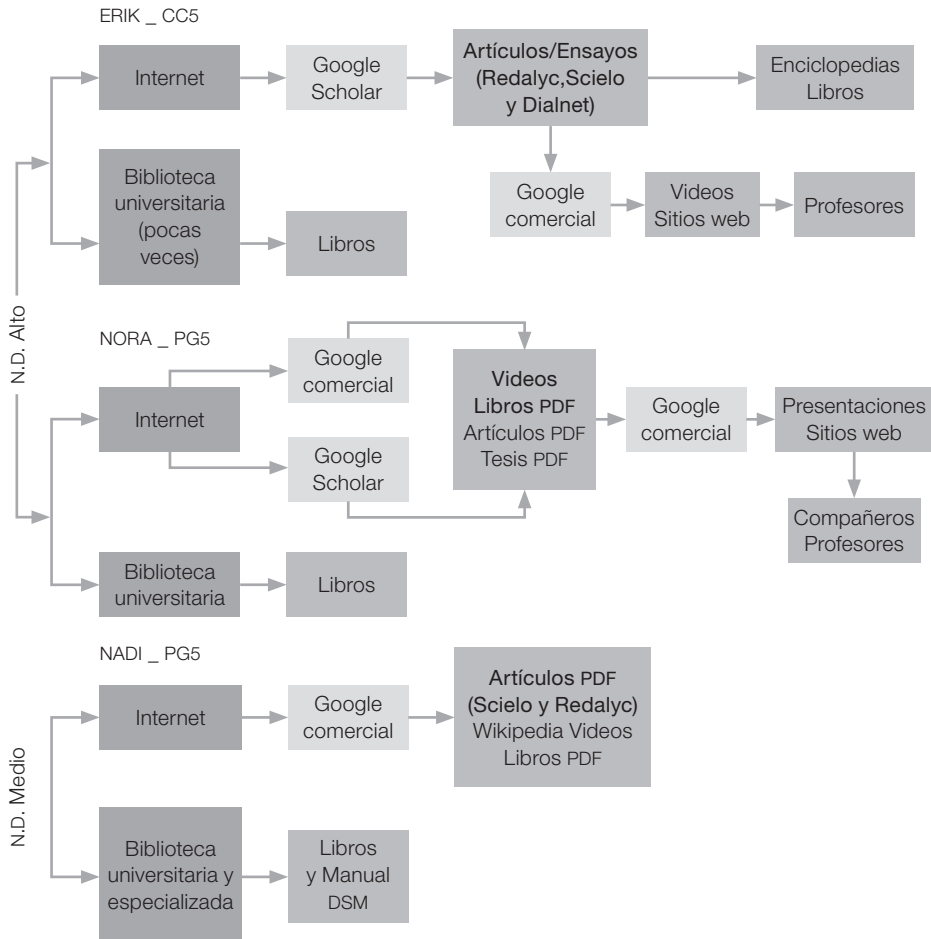 ERIK _ CC5
Internet
Google
Scholar
Artículos/Ensayos
(Redalyc,Scielo
y Dialnet)
Enciclopedias
Libros
Google
comercial
Videos
Sitios web
Profesores
Biblioteca
universitaria
(pocas
veces)
Libros
N.D. Alto
NORA _ PG5
Internet
Google
comercial
Google
Scholar
Videos
Libros PDF
Artículos PDF
Tesis PDF
Google
comercial
Presentaciones
Sitios web
Compañeros
Profesores
Biblioteca
universitaria
Libros
NADI _ PG5
N.D. Medio
Internet
Google
comercial
Artículos PDF
(Scielo y Redalyc)
Wikipedia Videos
Libros PDF
Biblioteca
universitaria y
especializada
Libros
y Manual
DSM